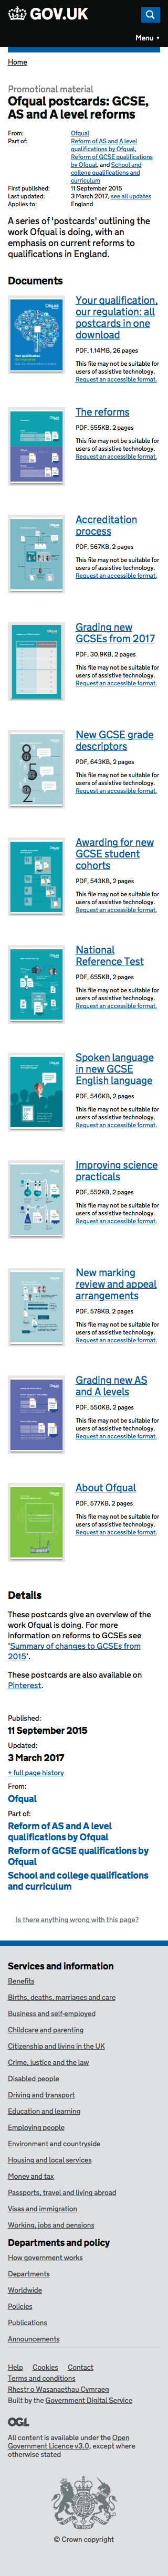 GOV.UK
Menu ▼
Home
Promotional material
Ofqual postcards: GCSE,
AS and A level reforms
From: Ofqual
Part of: Reform of AS and A level
qualifications by Ofqual,
Reform of GCSE qualifications
by Ofqual, and School and
college qualifications and
curriculum
First published: 11 September 2015
Last updated: 3 March 2017, see all updates
Applies to: England
A series of 'postcards' outlining the
work Ofqual is doing, with an
emphasis on current reforms to
qualifications in England.
Documents
Your qualification,
our regulation: all
postcards in one
download
PDF, 1.14MB, 26 pages
This file may not be suitable for
users of assistive technology.
Request an accessible format.
The reforms
PDF, 555KB, 2 pages
This file may not be suitable for
users of assistive technology.
Request an accessible format.
Accreditation
process
PDF, 567KB, 2 pages
This file may not be suitable for
users of assistive technology.
Request an accessible format.
Grading new
GCSEs from 2017
PDF, 30.9KB, 2 pages
This file may not be suitable for
users of assistive technology.
Request an accessible format.
New GCSE grade
descriptors
PDF, 643KB, 2 pages
This file may not be suitable for
users of assistive technology.
Request an accessible format.
Awarding for new
GCSE student
cohorts
PDF, 543KB, 2 pages
This file may not be suitable for
users of assistive technology.
Request an accessible format.
National
Reference Test
PDF, 655KB, 2 pages
This file may not be suitable for
users of assistive technology.
Request an accessible format.
Spoken language
in new GCSE
English language
PDF, 546KB, 2 pages
This file may not be suitable for
users of assistive technology.
Request an accessible format.
Improving science
practicals
PDF, 552KB, 2 pages
This file may not be suitable for
users of assistive technology.
Request an accessible format.
New marking
review and appeal
arrangements
PDF, 578KB, 2 pages
This file may not be suitable for
users of assistive technology.
Request an accessible format.
Grading new AS
and A levels
PDF, 550KB, 2 pages
This file may not be suitable for
users of assistive technology.
Request an accessible format.
About Ofqual
PDF, 577KB, 2 pages
This file may not be suitable for
users of assistive technology.
Request an accessible format.
Details
These postcards give an overview of the
work Ofqual is doing. For more
information on reforms to GCSEs see
'Summary of changes to GCSEs from
2015'.
These postcards are also available on
Pinterest.
Published:
11 September 2015
Updated:
3 March 2017
+ full page history
From:
Ofqual
Part of:
Reform of AS and A level
qualifications by Ofqual
Reform of GCSE qualifications by
Ofqual
School and college qualifications
and curriculum
Is there anything wrong with this page?
Services and information
Benefits
Births, deaths, marriages and care
Business and self-employed
Childcare and parenting
Citizenship and living in the UK
Crime, justice and the law
Disabled people
Driving and transport
Education and learning
Employing people
Environment and countryside
Housing and local services
Money and tax
Passports, travel and living abroad
Visas and immigration
Working, jobs and pensions
Departments and policy
How government works
Departments
Worldwide
Policies
Publications
Announcements
Help Cookies Contact
Terms and conditions
Rhestr o Wasanaethau Cymraeg
Built by the Government Digital Service
OGL
All content is available under the Open
Government Licence v3.0, except where
otherwise stated
© Crown copyright